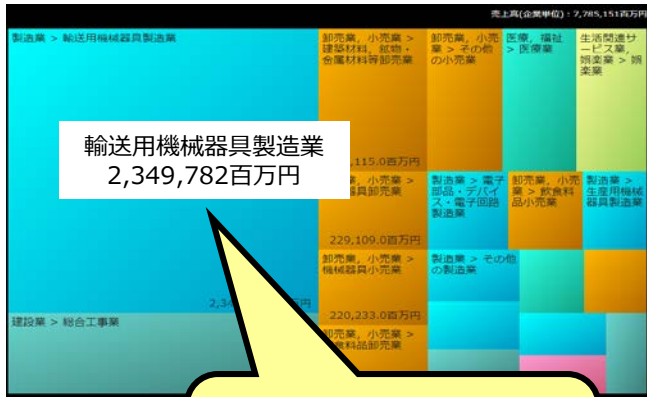 売上高(企業単位)：7,785,151百万円
製造業 > 輸送用機械器具製造業
卸売業，小売業 >
建築材料，鉱物・
金属材料等卸売業
卸売業，小売
業 > その他
の小売業
医療，福祉
> 医療業
生活関連サ
ービス業，
娯楽業 > 娯
楽業
輸送用機械器具製造業
2,349,782百万円
,115.0百万円
，小売業 >
器具卸売業
229,109.0百万円
製造業 > 電子
部品・デバイ
ス・電子回路
製造業
卸売業，小売
業 > 飲食料
品小売業
製造業 >
生産用機械
器具製造業
卸売業，小売業 >
機械器具小売業
220,233.0百万円
製造業 > その他
の製造業
2,34
万円
建設業 > 総合工事業
卸売業，小売業 >
食料品卸売業